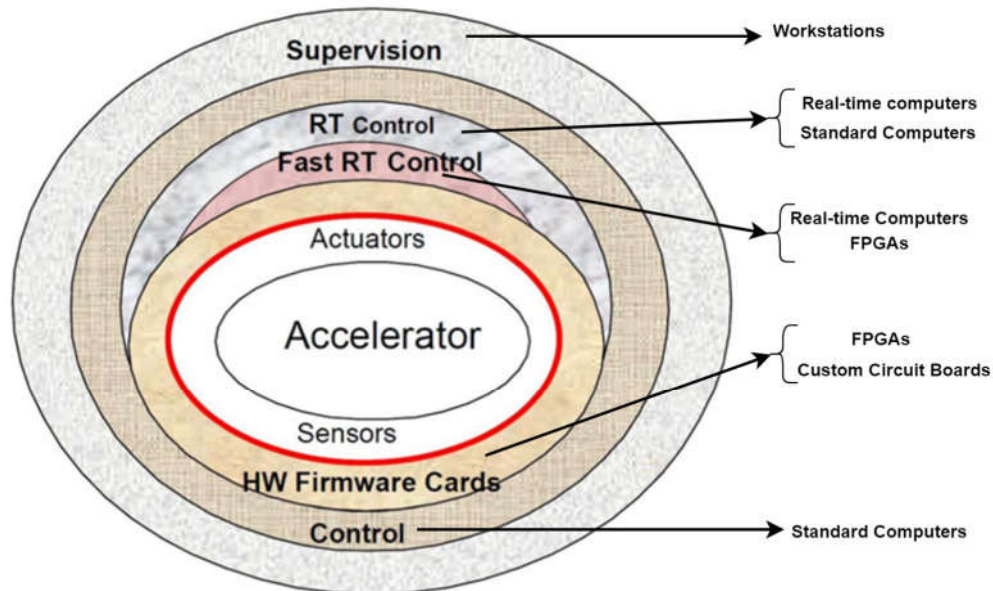 Supervision
Workstations
RT Control
Real-time computers
Standard Computers
Fast RT Control
Real-time Computers
FPGAs
Actuators
Accelerator
Sensors
FPGAs
Custom Circuit Boards
HW Firmware Cards
Control
Standard Computers